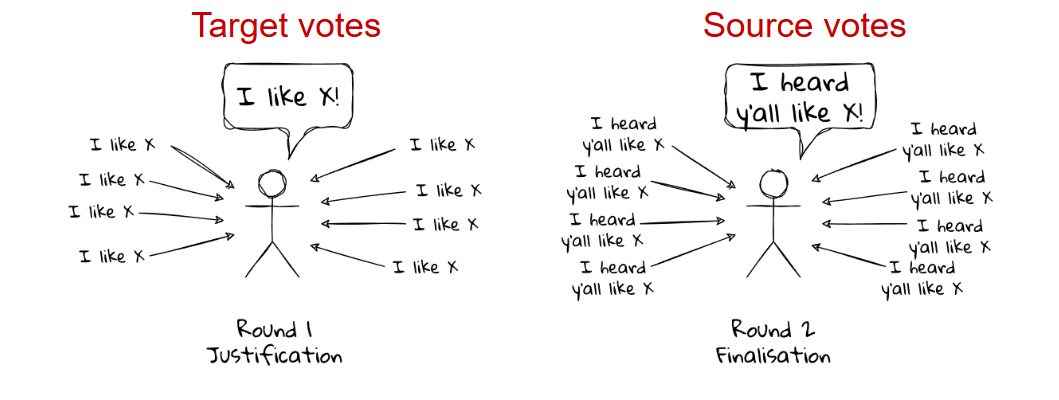 Target votes
I like X!
I like X
I like X
I like X
I like X
I like X
I like X
I like X
I like X
Round 1
Justification
Source votes
I heard
y'all like X!
I heard
y'all like X
I heard
y'all like X
I heard
y'all like X
I heard
y'all like X
I heard
y'all like X
I heard
y'all like X
I heard
y'all like X
I heard
y'all like X
Round 2
Finalisation